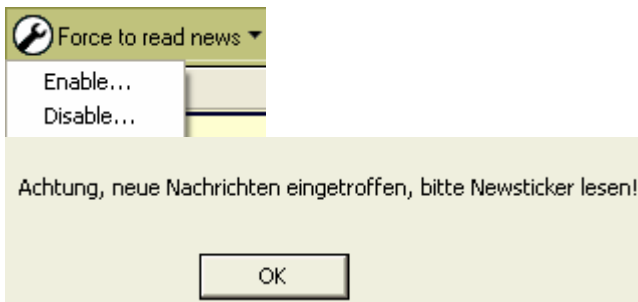 Force to read news
Enable...
Disable...
Achtung, neue Nachrichten eingetroffen, bitte Newsticker lesen!
OK